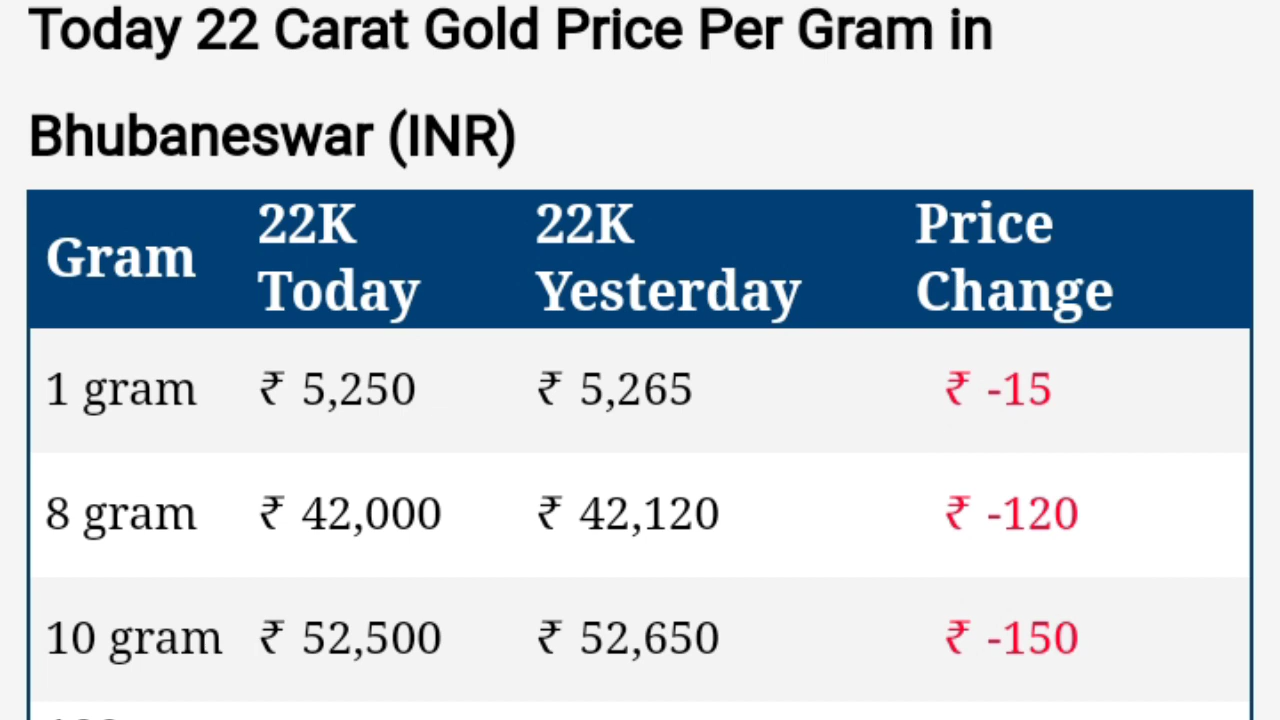 Today 22 Carat Gold Price Per Gram in
Bhubaneswar (INR)
Gram 22K Today 22K Yesterday Price Change
1 gram ₹ 5,250 ₹ 5,265 ₹ -15
8 gram ₹ 42,000 ₹ 42,120 ₹ -120
10 gram ₹ 52,500 ₹ 52,650 ₹ -150